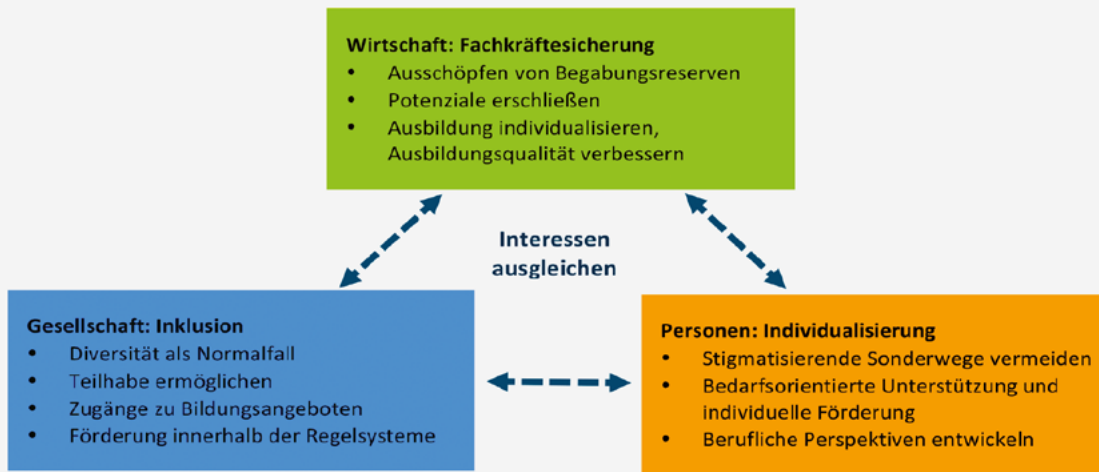 Wirtschaft: Fachkräftesicherung
• Ausschöpfen von Begabungsreserven
• Potenziale erschließen
• Ausbildung individualisieren,
Ausbildungsqualität verbessern
Interessen
ausgleichen
Gesellschaft: Inklusion
• Diversität als Normalfall
• Teilhabe ermöglichen
• Zugänge zu Bildungsangeboten
• Förderung innerhalb der Regelsysteme
Personen: Individualisierung
• Stigmatisierende Sonderwege vermeiden
• Bedarfsorientierte Unterstützung und
individuelle Förderung
• Berufliche Perspektiven entwickeln